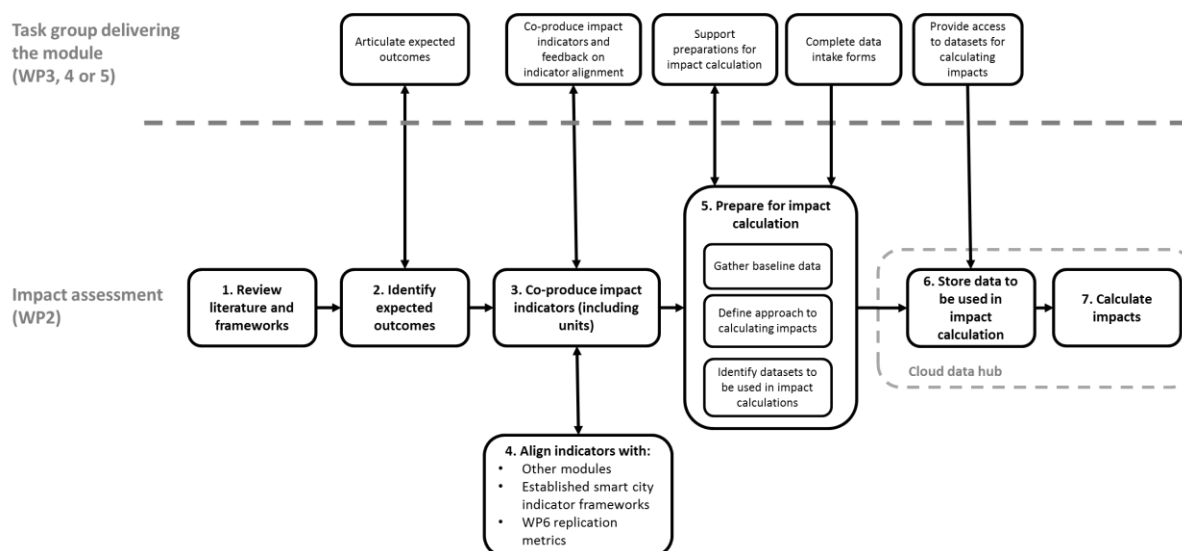 Task group delivering
the module
(WP3, 4 or 5)
Articulate expected
outcomes
Co-produce impact
indicators and
feedback on
indicator alignment
Support
preparations for
impact calculation
Complete data
intake forms
Provide access
to datasets for
calculating
impacts
Impact assessment
(WP2)
1. Review
literature and
frameworks
2. Identify
expected
outcomes
3. Co-produce impact
indicators (including
units)
4. Align indicators with:
• Other modules
• Established smart city
indicator frameworks
• WP6 replication
metrics
5. Prepare for impact
calculation
Gather baseline data
Define approach to
calculating impacts
Identify datasets to
be used in impact
calculations
6. Store data to
be used in
impact
calculation
7. Calculate
impacts
Cloud data hub